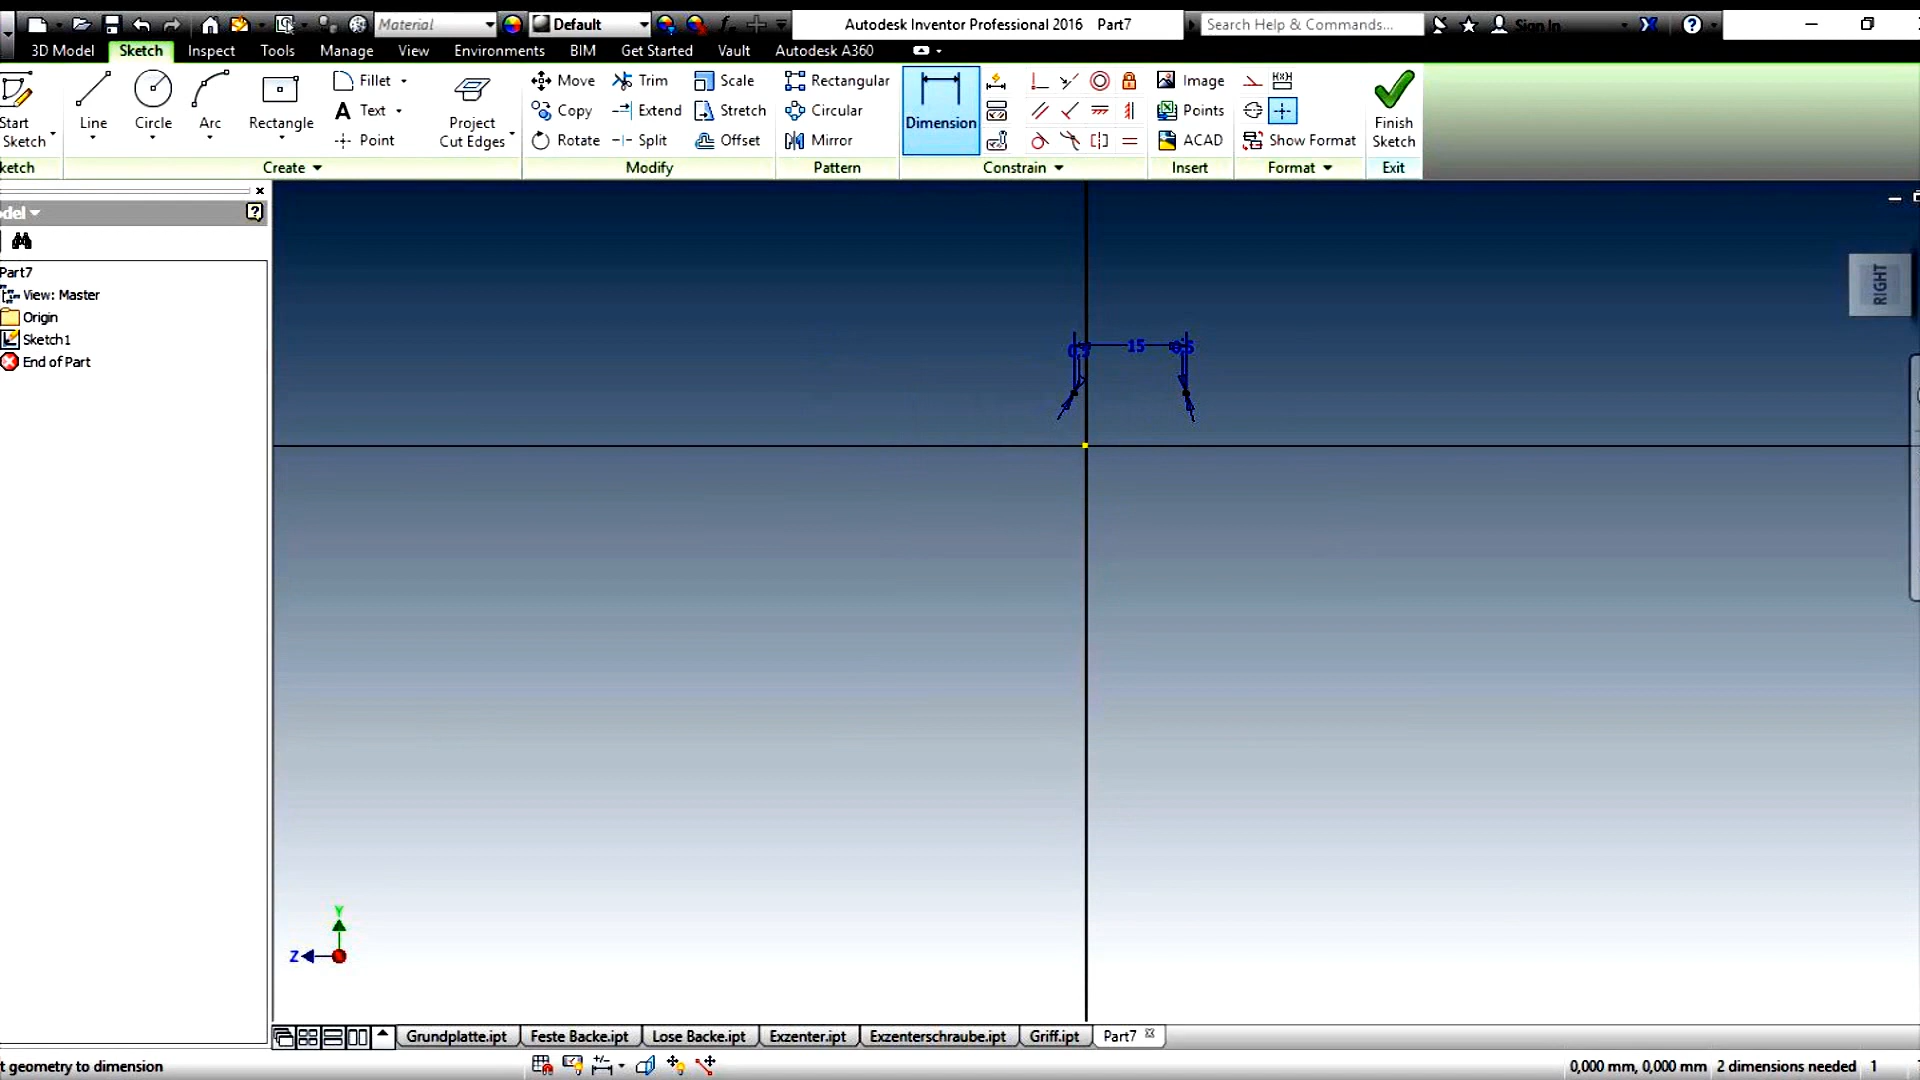 Material
Default
Autodesk Inventor Professional 2016 Part7
Search Help & Commands...
Sign In
3D Model Sketch Inspect Tools Manage View Environments BIM Get Started Vault Autodesk A360
Start
Sketch
Line
Circle
Arc
Rectangle
Fillet
Text
Point
Project
Cut Edges
Move
Copy
Rotate
Trim
Extend
Split
Scale
Stretch
Offset
Rectangular
Circular
Mirror
Dimension
Image
Points
ACAD
Show Format
Finish
Sketch
ketch
Create
Modify
Pattern
Constrain
Insert
Format
Exit
odel
Part7
View: Master
Origin
Sketch1
End of Part
15
RIGHT
Y
Z
Grundplatte.ipt Feste Backe.ipt Lose Backe.ipt Exzenter.ipt Exzenterschraube.ipt Griff.ipt Part7
t geometry to dimension
0,000 mm, 0,000 mm 2 dimensions needed 1